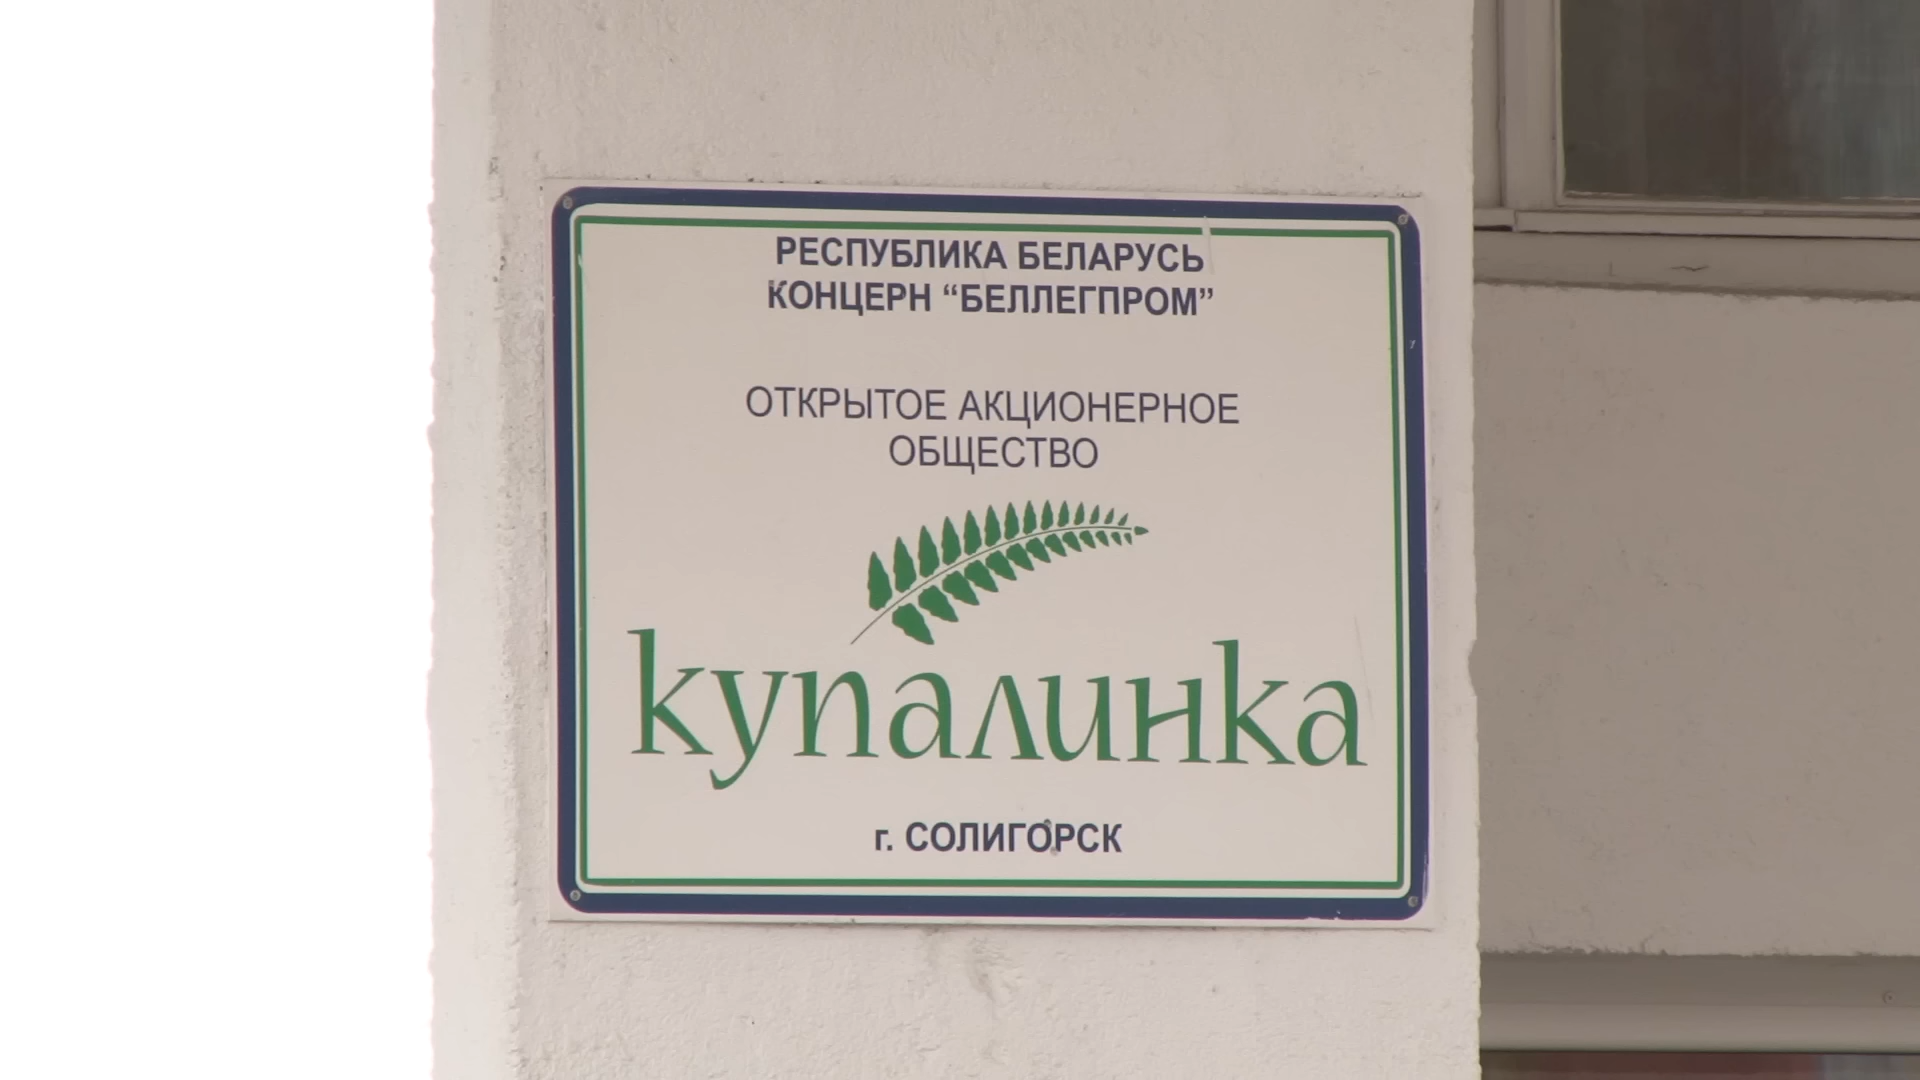 РЕСПУБЛИКА БЕЛАРУСЬ
КОНЦЕРН “БЕЛЛЕГПРОМ”
ОТКРЫТОЕ АКЦИОНЕРНОЕ
ОБЩЕСТВО
купалинка
г. СОЛИГОРСК